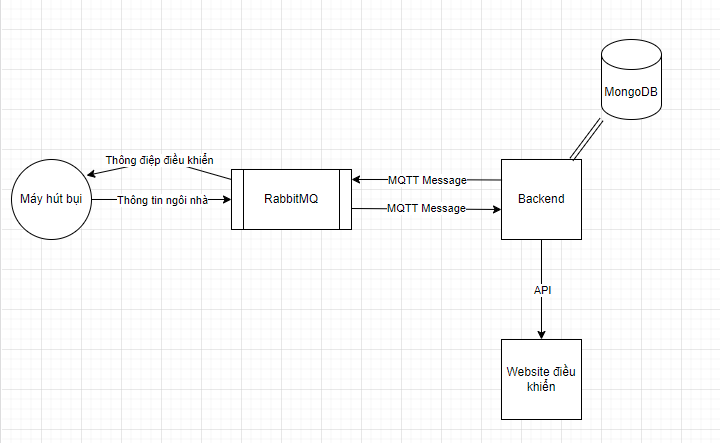 MongoDB
Thông điệp điều khiển
MQTT Message
Máy hút bụi
Thông tin ngôi nhà
RabbitMQ
MQTT Message
Backend
API
Website điều
khiển